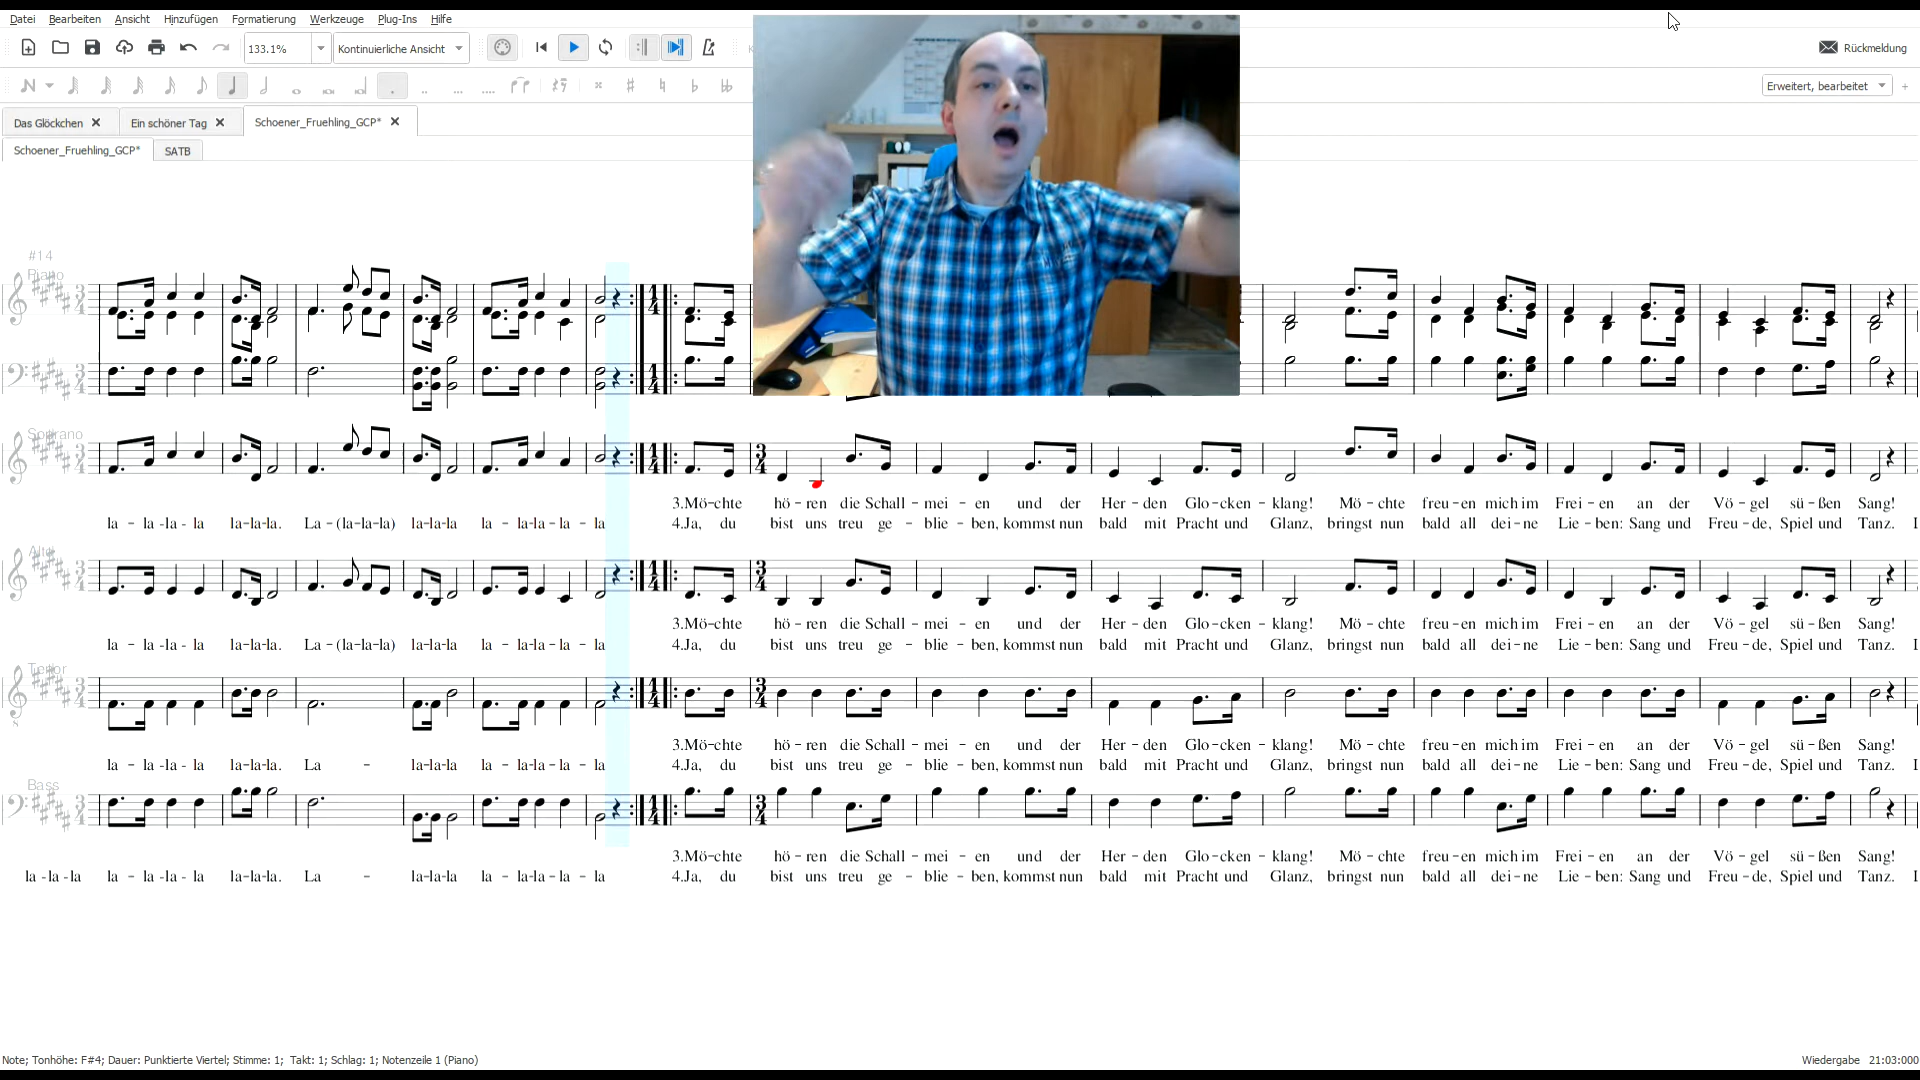 Datei Bearbeiten Ansicht Hinzufügen Formatierung Werkzeuge Plug-Ins Hilfe
133.1% Kontinuierliche Ansicht Rückmeldung
Erweitert, bearbeitet
Das Glöckchen Ein schöner Tag Schoener_Fruehling_GCP*
Schoener_Fruehling_GCP* SATB
#14
Piano
Soprano
3.Mö-chte hö-ren die Schall-mei-en und der Her-den Glo-cken-klang! Mö-chte freu-en mich im Frei-en an der Vö-gel sü-ßen Sang!
la-la-la-la la-la-la. La-(la-la-la) la-la-la la-la-la-la-la 4.Ja, du bist uns treu ge-blie-ben, kommst nun bald mit Pracht und Glanz, bringst nun bald all dei-ne Lie-ben: Sang und Freu-de, Spiel und Tanz.
Alto
3.Mö-chte hö-ren die Schall-mei-en und der Her-den Glo-cken-klang! Mö-chte freu-en mich im Frei-en an der Vö-gel sü-ßen Sang!
la-la-la-la la-la-la. La-(la-la-la) la-la-la la-la-la-la-la 4.Ja, du bist uns treu ge-blie-ben, kommst nun bald mit Pracht und Glanz, bringst nun bald all dei-ne Lie-ben: Sang und Freu-de, Spiel und Tanz.
Tenor
3.Mö-chte hö-ren die Schall-mei-en und der Her-den Glo-cken-klang! Mö-chte freu-en mich im Frei-en an der Vö-gel sü-ßen Sang!
la-la-la-la la-la-la. La- la-la-la la-la-la-la-la 4.Ja, du bist uns treu ge-blie-ben, kommst nun bald mit Pracht und Glanz, bringst nun bald all dei-ne Lie-ben: Sang und Freu-de, Spiel und Tanz.
Bass
3.Mö-chte hö-ren die Schall-mei-en und der Her-den Glo-cken-klang! Mö-chte freu-en mich im Frei-en an der Vö-gel sü-ßen Sang!
la-la-la la-la-la-la la-la-la. La- la-la-la la-la-la-la-la 4.Ja, du bist uns treu ge-blie-ben, kommst nun bald mit Pracht und Glanz, bringst nun bald all dei-ne Lie-ben: Sang und Freu-de, Spiel und Tanz.
Note; Tonhöhe: F#4; Dauer: Punktierte Viertel; Stimme: 1; Takt: 1; Schlag: 1; Notenzeile 1 (Piano) Wiedergabe 21:03:000